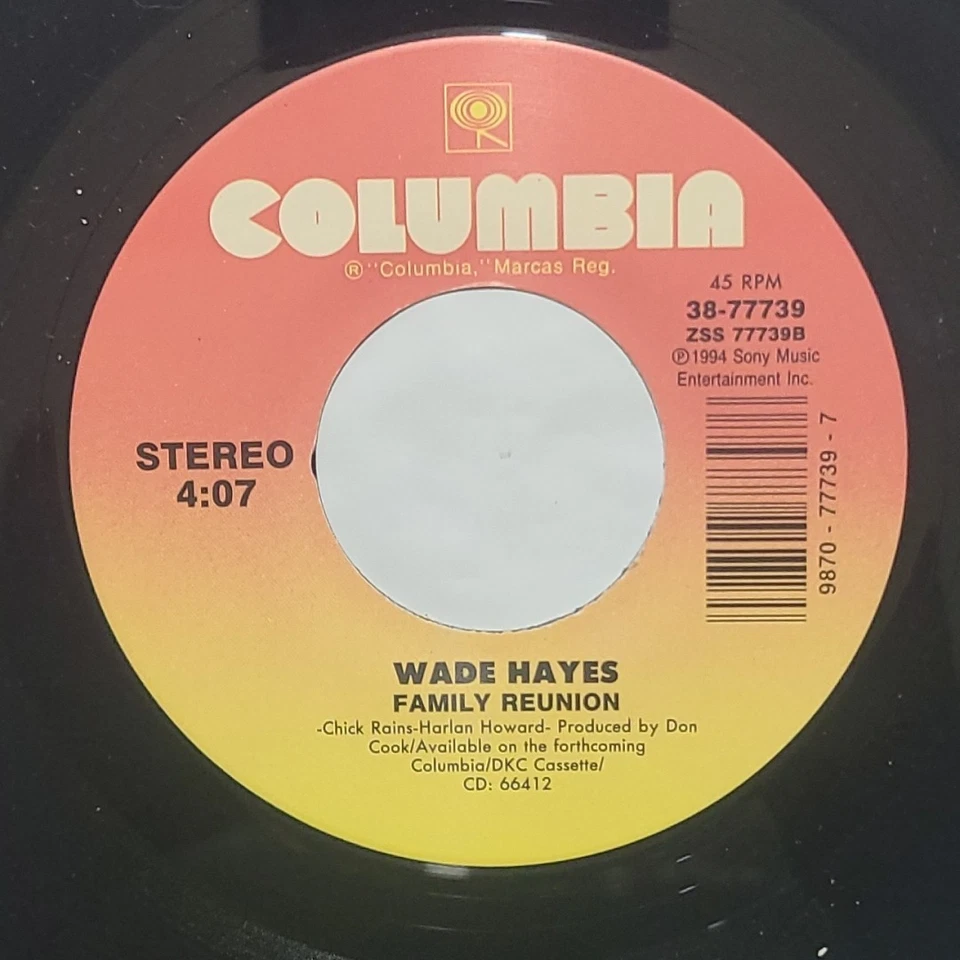 COLUMBIA
® "Columbia," Marcas Reg.
45 RPM
38-77739
ZSS 77739B
℗1994 Sony Music
Entertainment Inc.
9870 - 77739 - 7
STEREO
4:07
WADE HAYES
FAMILY REUNION
-Chick Rains-Harlan Howard- Produced by Don
Cook/Available on the forthcoming
Columbia/DKC Cassette/
CD: 66412